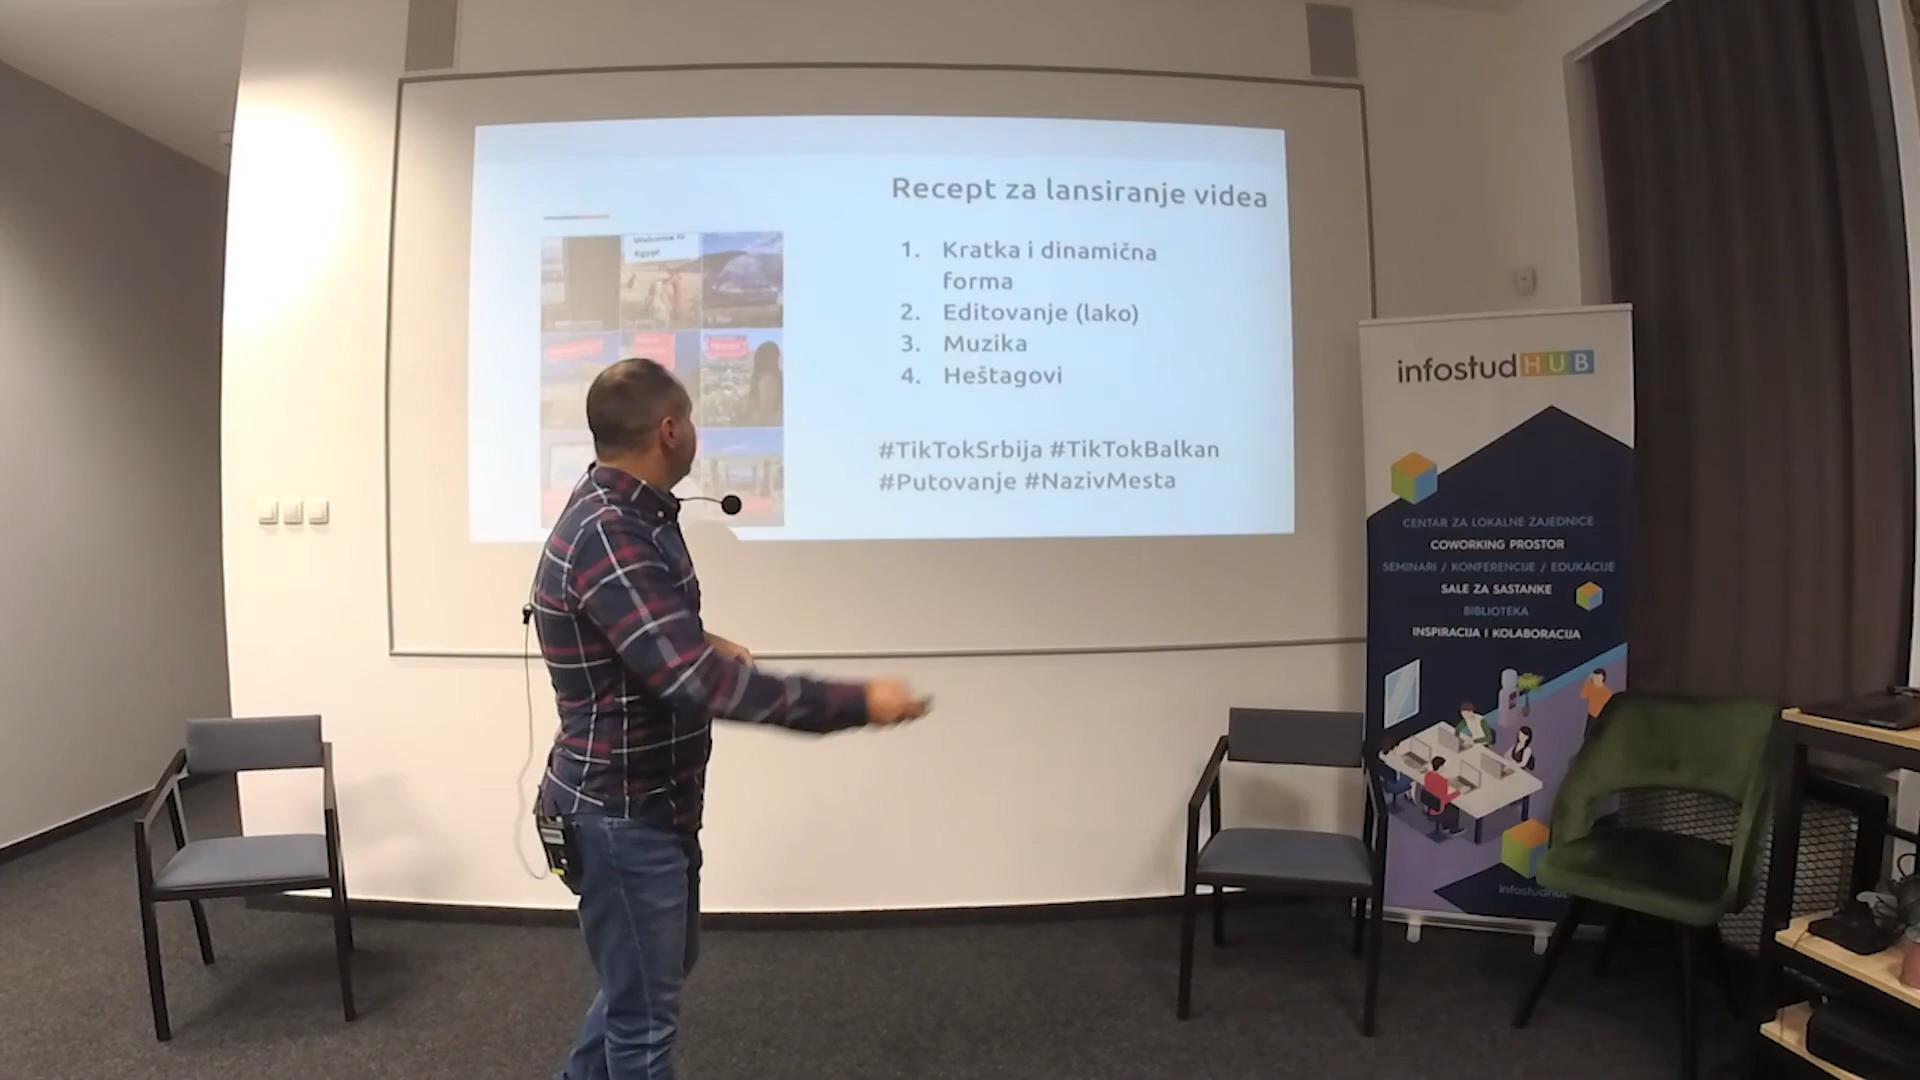 Recept za lansiranje videa
1. Kratka i dinamična
forma
2. Editovanje (lako)
3. Muzika
4. Heštagovi
#TikTokSrbija #TikTokBalkan
#Putovanje #NazivMesta
Welcome to
Egypt
infostudHUB
CENTAR ZA LOKALNE ZAJEDNICE
COWORKING PROSTOR
SEMINARI / KONFERENCIJE / EDUKACIJE
SALE ZA SASTANKE
BIBLIOTEKA
INSPIRACIJA I KOLABORACIJA